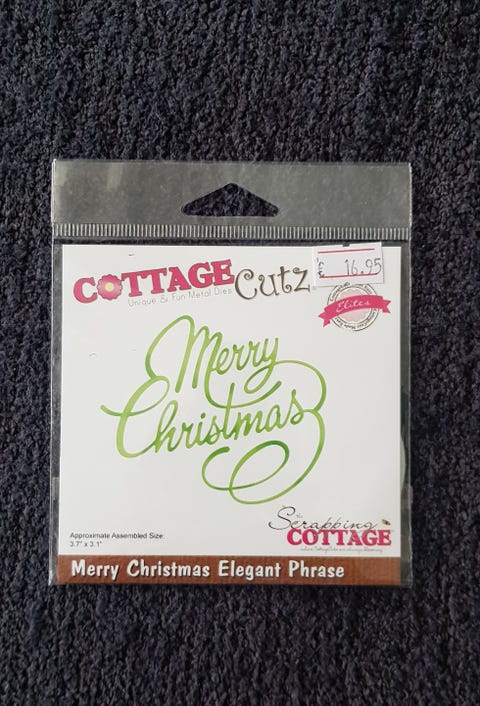 € 16.95
COTTAGE Cutz
Unique & Fun Metal Dies
Elites
Merry
Christmas
Approximate Assembled Size:
3.7" x 3.1"
the
Scrapping
COTTAGE
Merry Christmas Elegant Phrase